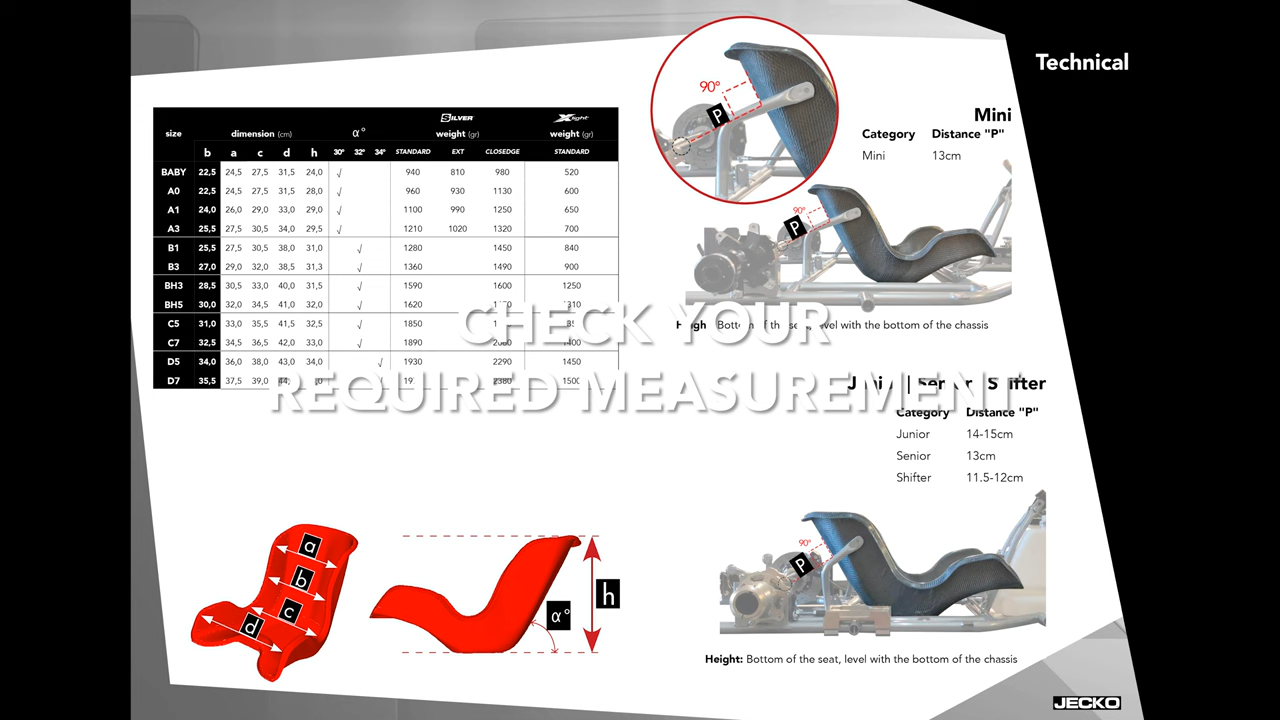 Technical
SILVER Xlight
size dimension (cm) α° weight (gr) weight (gr)
b a c d h 30° 32° 34° STANDARD EXT CLOSEDGE STANDARD
BABY 22,5 24,5 27,5 31,5 24,0 √ 940 810 980 520
A0 22,5 24,5 27,5 31,5 28,0 √ 960 930 1130 600
A1 24,0 26,0 29,0 33,0 29,0 √ 1100 990 1250 650
A3 25,5 27,5 30,5 34,0 29,5 √ 1210 1020 1320 700
B1 25,5 27,5 30,5 38,0 31,0 √ 1280 1450 840
B3 27,0 29,0 32,0 38,5 31,3 √ 1360 1490 900
BH3 28,5 30,5 33,0 40,0 31,5 √ 1590 1600 1250
BH5 30,0 32,0 34,5 41,0 32,0 √ 1620
C5 31,0 33,0 35,5 41,5 32,5 √ 1850
C7 32,5 34,5 36,5 42,0 33,0 √ 1890
D5 34,0 36,0 38,0 43,0 34,0 √ 1930 2290 1450
D7 35,5 37,5 39,0 2380 1500
90°
P
Mini
Category Distance "P"
Mini 13cm
90°
P
Bottom of the level with the bottom of the chassis
CHECK YOUR
REQUIRED MEASUREMENT
Shifter
Category Distance "P"
Junior 14-15cm
Senior 13cm
Shifter 11.5-12cm
90°
P
Height: Bottom of the seat, level with the bottom of the chassis
a
b
c
d
h
α°
JECKO